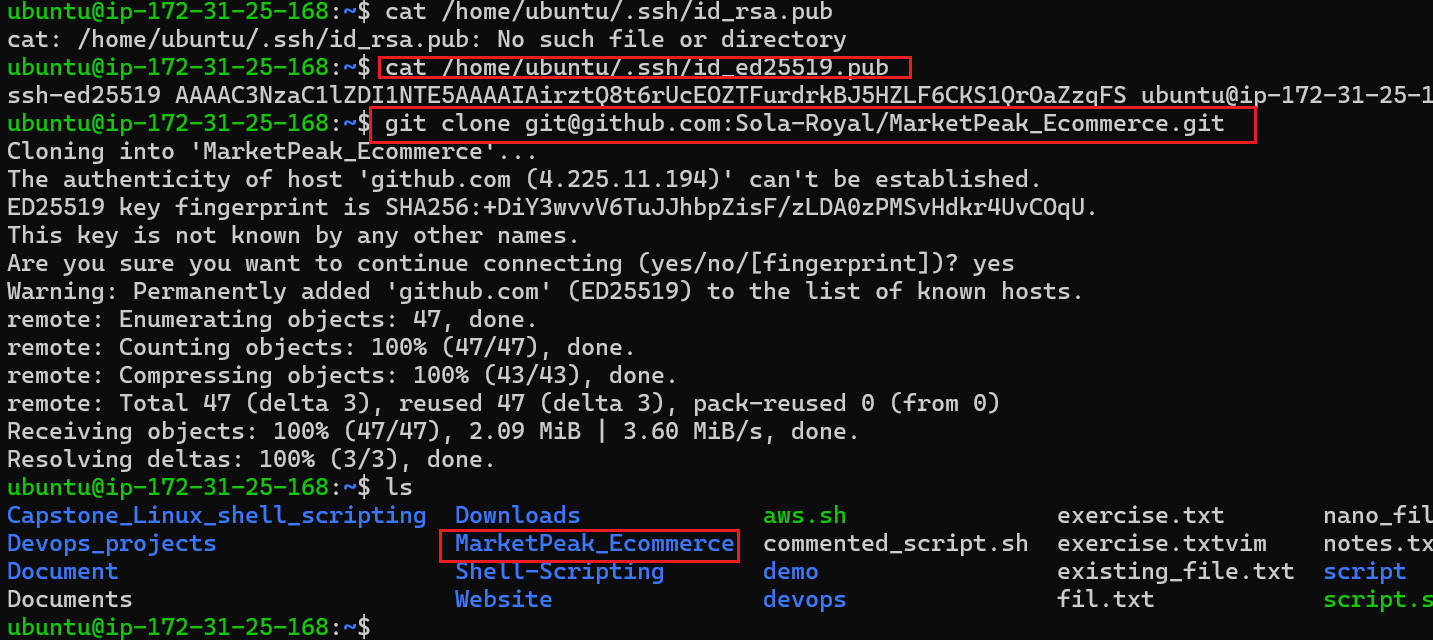 ubuntu@ip-172-31-25-168:~$ cat /home/ubuntu/.ssh/id_rsa.pub
cat: /home/ubuntu/.ssh/id_rsa.pub: No such file or directory
ubuntu@ip-172-31-25-168:~$ cat /home/ubuntu/.ssh/id_ed25519.pub
ssh-ed25519 AAAAC3NzaC1lZDI1NTE5AAAAIAirztQ8t6rUcEOZTFurdrkBJ5HZLF6CKS1QrOaZzqFS ubuntu@ip-172-31-25-1
ubuntu@ip-172-31-25-168:~$ git clone git@github.com:Sola-Royal/MarketPeak_Ecommerce.git
Cloning into 'MarketPeak_Ecommerce'...
The authenticity of host 'github.com (4.225.11.194)' can't be established.
ED25519 key fingerprint is SHA256:+DiY3wvvV6TuJJhbpZisF/zLDA0zPMSvHdkr4UvCOqU.
This key is not known by any other names.
Are you sure you want to continue connecting (yes/no/[fingerprint])? yes
Warning: Permanently added 'github.com' (ED25519) to the list of known hosts.
remote: Enumerating objects: 47, done.
remote: Counting objects: 100% (47/47), done.
remote: Compressing objects: 100% (43/43), done.
remote: Total 47 (delta 3), reused 47 (delta 3), pack-reused 0 (from 0)
Receiving objects: 100% (47/47), 2.09 MiB | 3.60 MiB/s, done.
Resolving deltas: 100% (3/3), done.
ubuntu@ip-172-31-25-168:~$ ls
Capstone_Linux_shell_scripting  Downloads  aws.sh  exercise.txt  nano_fil
Devops_projects  MarketPeak_Ecommerce  commented_script.sh  exercise.txtvim  notes.tx
Document  Shell-Scripting  demo  existing_file.txt  script
Documents  Website  devops  fil.txt  script.s
ubuntu@ip-172-31-25-168:~$